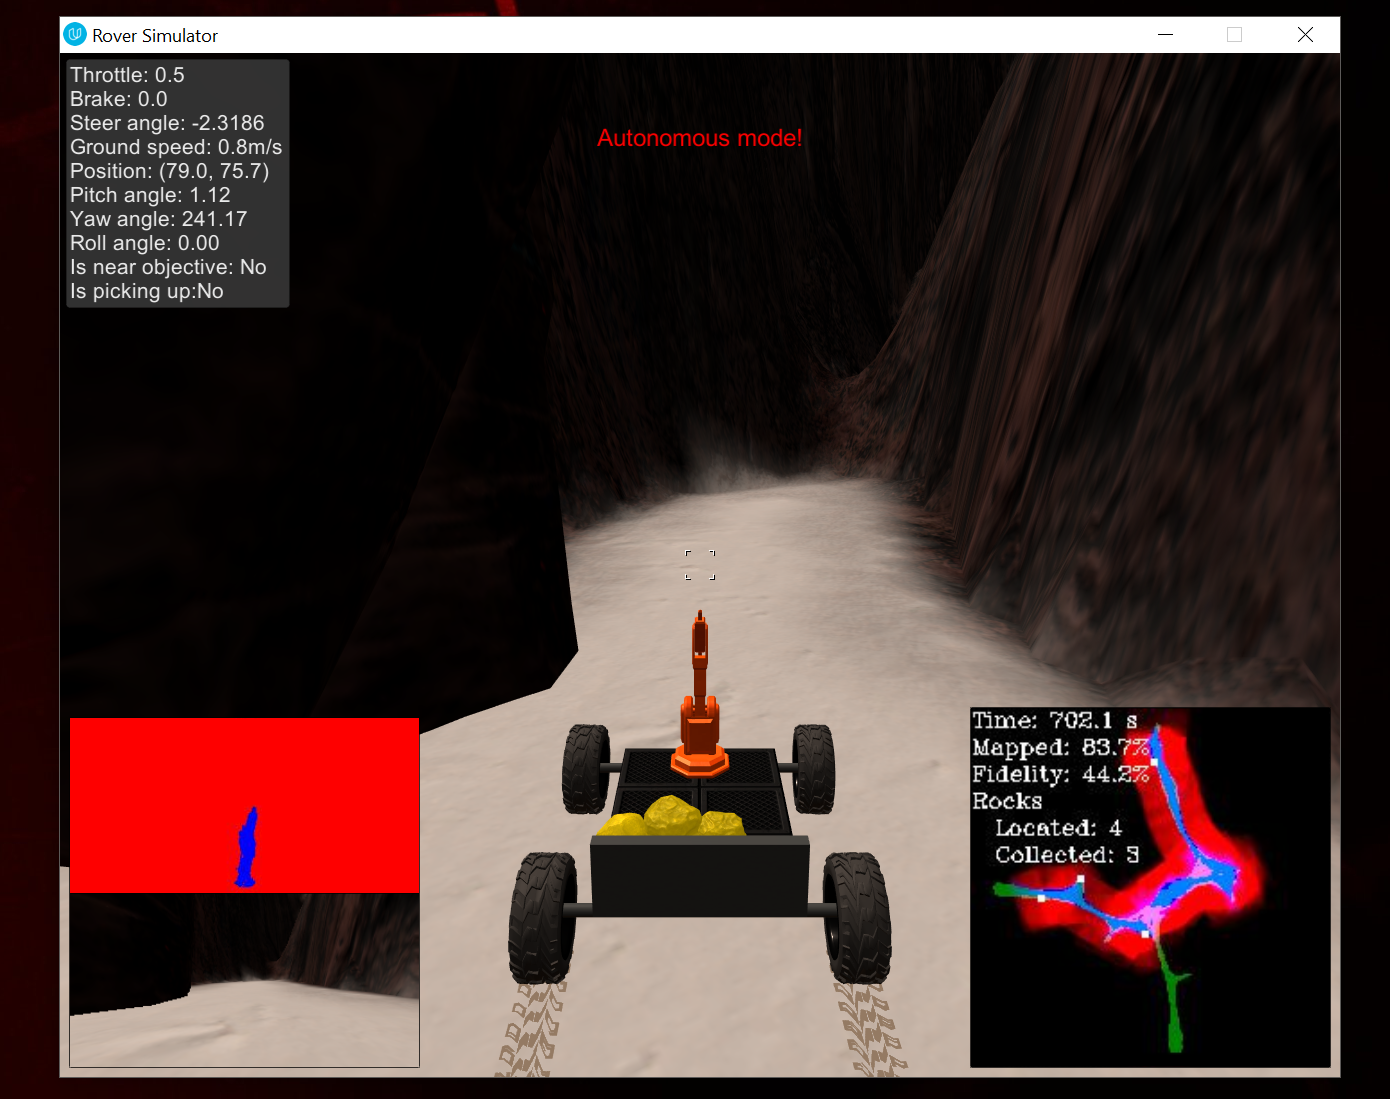 Rover Simulator
Throttle: 0.5
Brake: 0.0
Steer angle: -2.3186
Ground speed: 0.8m/s
Position: (79.0, 75.7)
Pitch angle: 1.12
Yaw angle: 241.17
Roll angle: 0.00
Is near objective: No
Is picking up:No
Autonomous mode!
Time: 702.1 s
Mapped: 83.7%
Fidelity: 44.2%
Rocks
Located: 4
Collected: 3